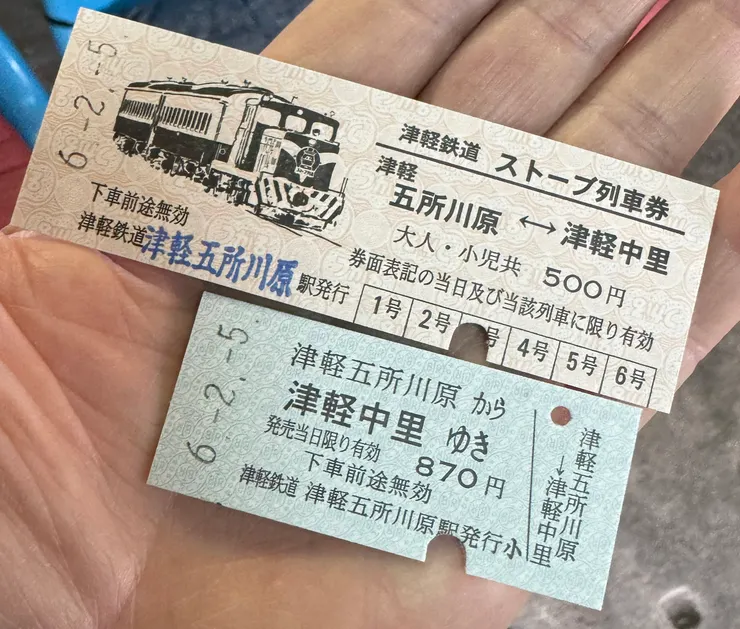 6.-2.-5.
津軽鉄道 ストーブ列車券
津軽
五所川原 ↔ 津軽中里
大人・小児共 500円
券面表記の当日及び当該列車に限り有効
1号 2号 号 4号 5号 6号
下車前途無効
津軽鉄道 津軽五所川原 駅発行
6.-2.-5.
津軽五所川原 から
津軽中里 ゆき
発売当日限り有効 870円
下車前途無効
津軽鉄道 津軽五所川原駅発行 小
津軽五所川原
→津軽中里